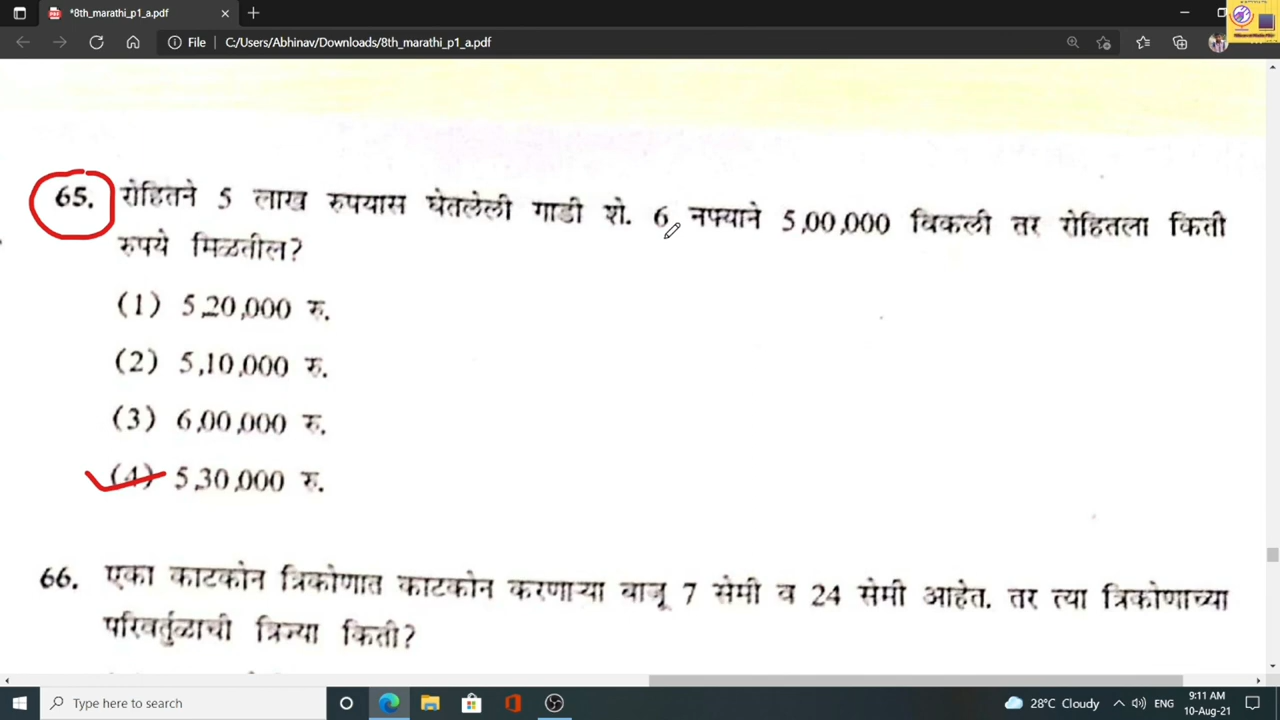 *8th_marathi_p1_a.pdf
File C:/Users/Abhinav/Downloads/8th_marathi_p1_a.pdf
65. रोहितने 5 लाख रुपयास घेतलेली गाडी शे. 6 नफ्याने 5,00,000 विकली तर रोहितला किती
रुपये मिळतील?
(1) 5,20,000 रु.
(2) 5,10,000 रु.
(3) 6,00,000 रु.
(4) 5,30,000 रु.
66. एका काटकोन त्रिकोणात काटकोन करणाऱ्या बाजू 7 सेमी व 24 सेमी आहेत. तर त्या त्रिकोणाच्या
परिवर्तुळाची त्रिज्या किती?
Type here to search
28°C Cloudy
ENG
9:11 AM
10-Aug-21